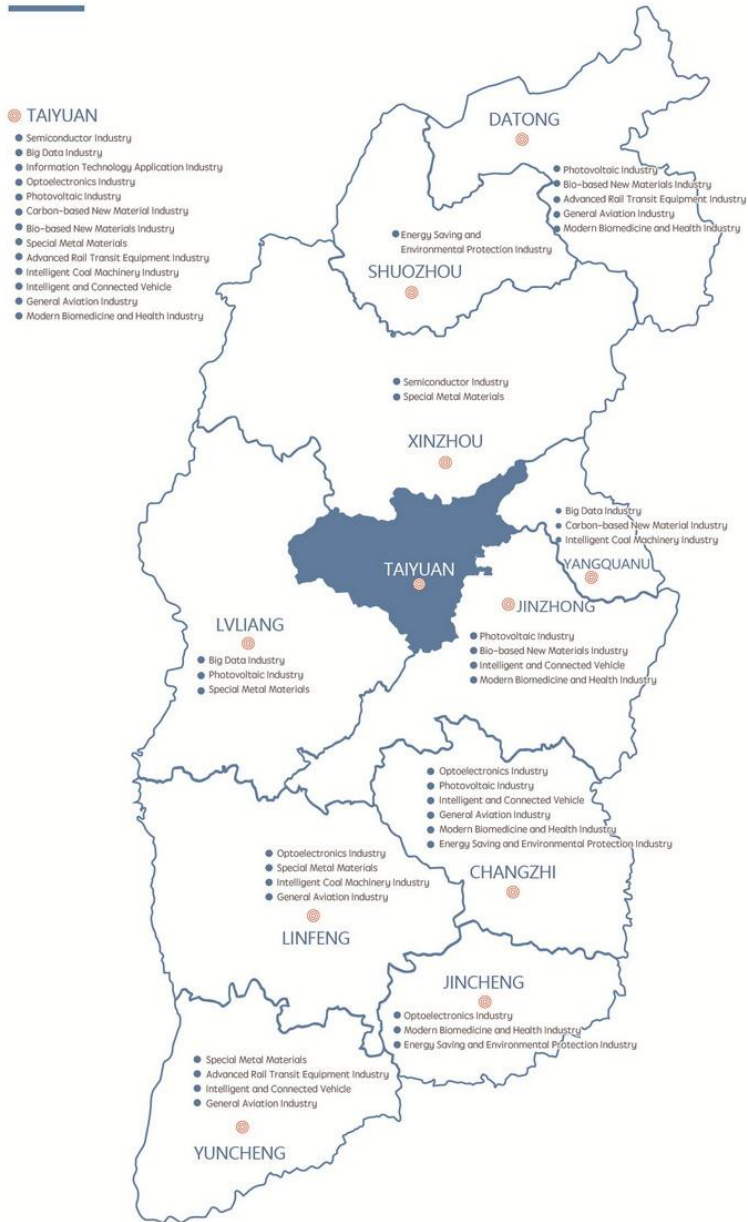 TAIYUAN
Semiconductor Industry
Big Data Industry
Information Technology Application Industry
Optoelectronics Industry
Photovoltaic Industry
Carbon-based New Material Industry
Bio-based New Materials Industry
Special Metal Materials
Advanced Rail Transit Equipment Industry
Intelligent Coal Machinery Industry
Intelligent and Connected Vehicle
General Aviation Industry
Modern Biomedicine and Health Industry
DATONG
Photovoltaic Industry
Bio-based New Materials Industry
Advanced Rail Transit Equipment Industry
General Aviation Industry
Modern Biomedicine and Health Industry
Energy Saving and
Environmental Protection Industry
SHUOZHOU
Semiconductor Industry
Special Metal Materials
XINZHOU
Big Data Industry
Carbon-based New Material Industry
Intelligent Coal Machinery Industry
YANGQUANU
TAIYUAN
JINZHONG
Photovoltaic Industry
Bio-based New Materials Industry
Intelligent and Connected Vehicle
Modern Biomedicine and Health Industry
LVLIANG
Big Data Industry
Photovoltaic Industry
Special Metal Materials
Optoelectronics Industry
Photovoltaic Industry
Intelligent and Connected Vehicle
General Aviation Industry
Modern Biomedicine and Health Industry
Energy Saving and Environmental Protection Industry
CHANGZHI
Optoelectronics Industry
Special Metal Materials
Intelligent Coal Machinery Industry
General Aviation Industry
LINFENG
JINCHENG
Optoelectronics Industry
Modern Biomedicine and Health Industry
Energy Saving and Environmental Protection Industry
Special Metal Materials
Advanced Rail Transit Equipment Industry
Intelligent and Connected Vehicle
General Aviation Industry
YUNCHENG